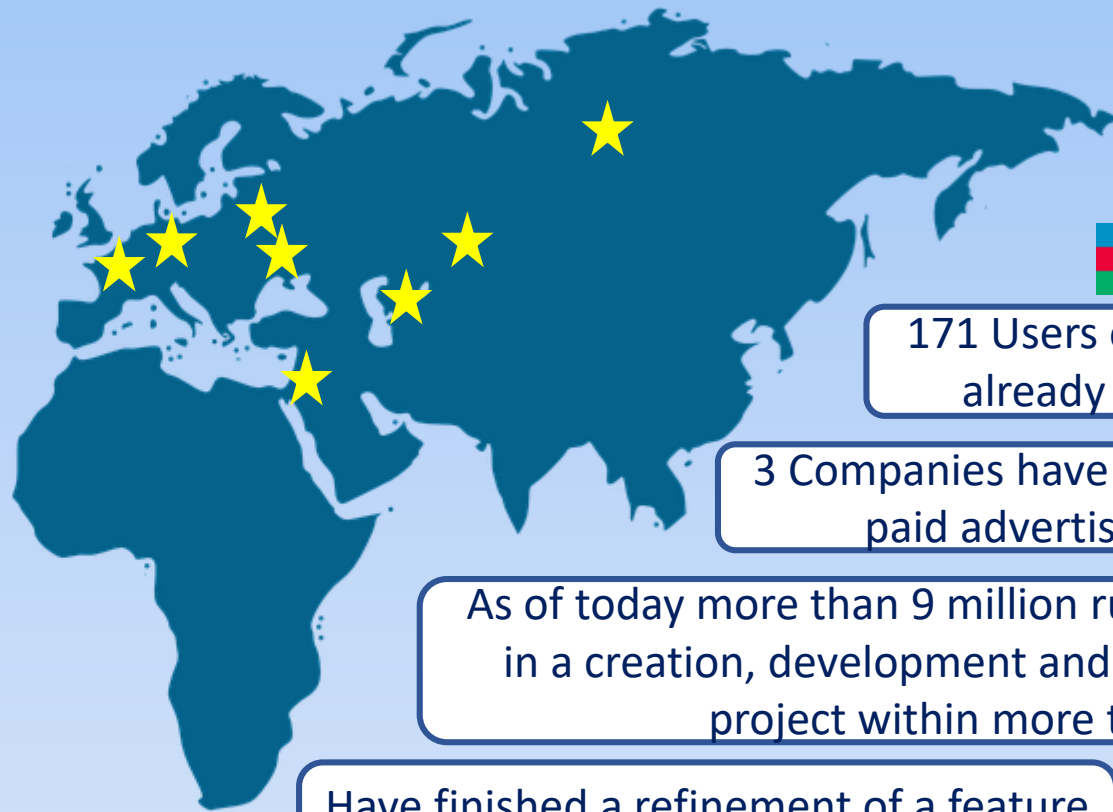 171 Users
already
3 Companies have
paid advertis
As of today more than 9 million ru
in a creation, development and
project within more t
Have finished a refinement of a feature